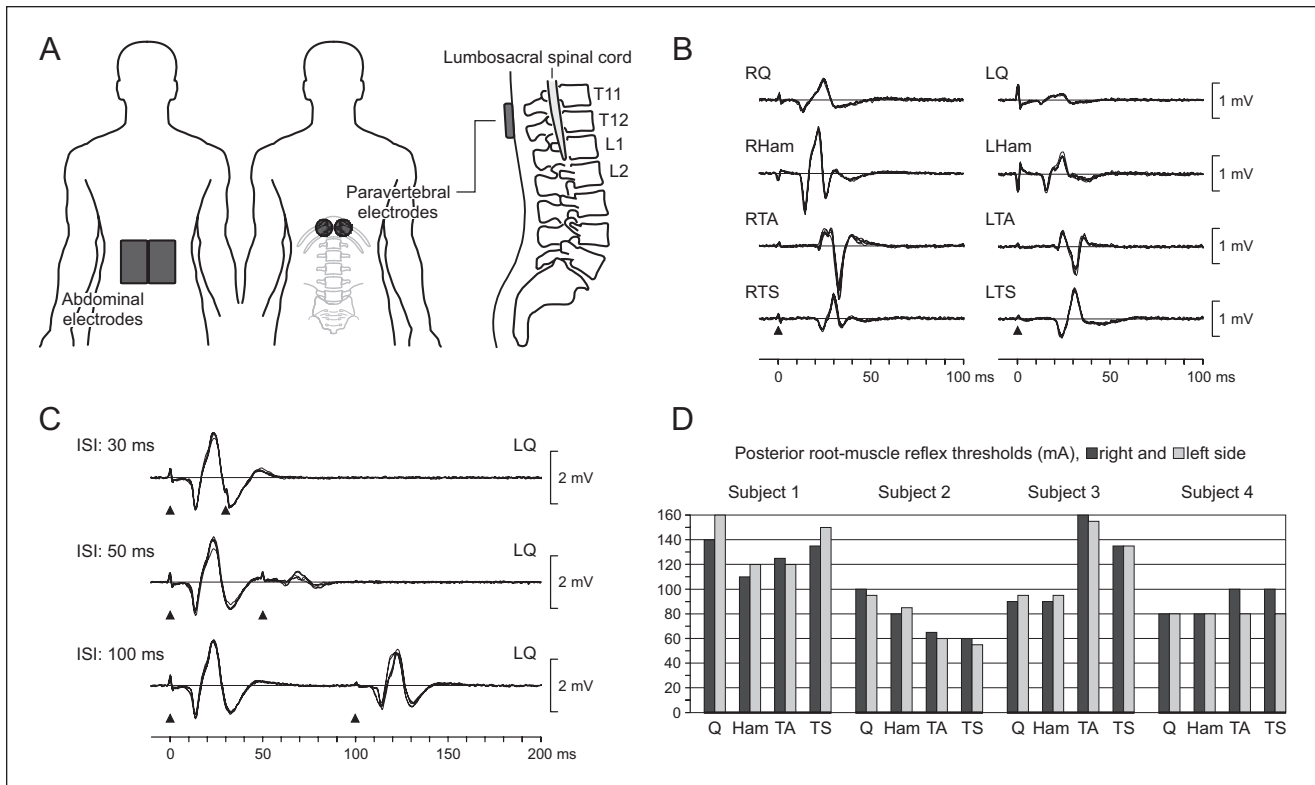 A
Lumbosacral spinal cord
T11
T12
L1
L2
Paravertebral
electrodes
Abdominal
electrodes
B
RQ
LQ
1 mV
RHam
LHam
1 mV
RTA
LTA
1 mV
RTS
LTS
1 mV
0 50 100 ms
0 50 100 ms
C
ISI: 30 ms
LQ
2 mV
ISI: 50 ms
LQ
2 mV
ISI: 100 ms
LQ
2 mV
0 50 100 150 200 ms
D
Posterior root-muscle reflex thresholds (mA), right and left side
Subject 1 Subject 2 Subject 3 Subject 4
160
140
120
100
80
60
40
20
0
Q Ham TA TS Q Ham TA TS Q Ham TA TS Q Ham TA TS